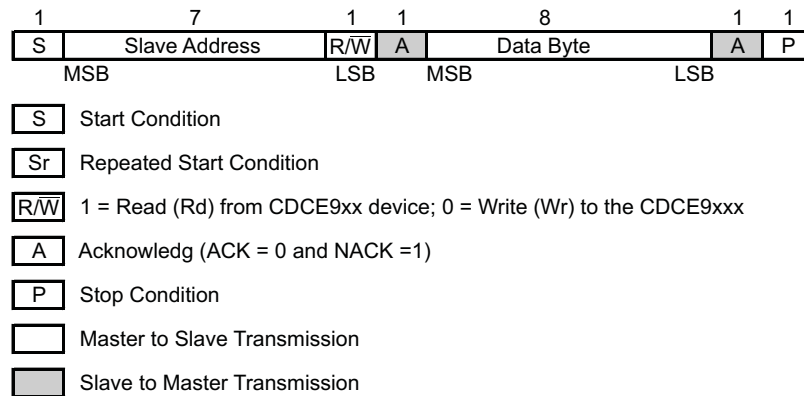 1 7 1 1 8 1 1
S Slave Address R/W̅ A Data Byte A P
MSB LSB MSB LSB
S Start Condition
Sr Repeated Start Condition
R/W̅ 1 = Read (Rd) from CDCE9xx device; 0 = Write (Wr) to the CDCE9xxx
A Acknowledg (ACK = 0 and NACK =1)
P Stop Condition
Master to Slave Transmission
Slave to Master Transmission